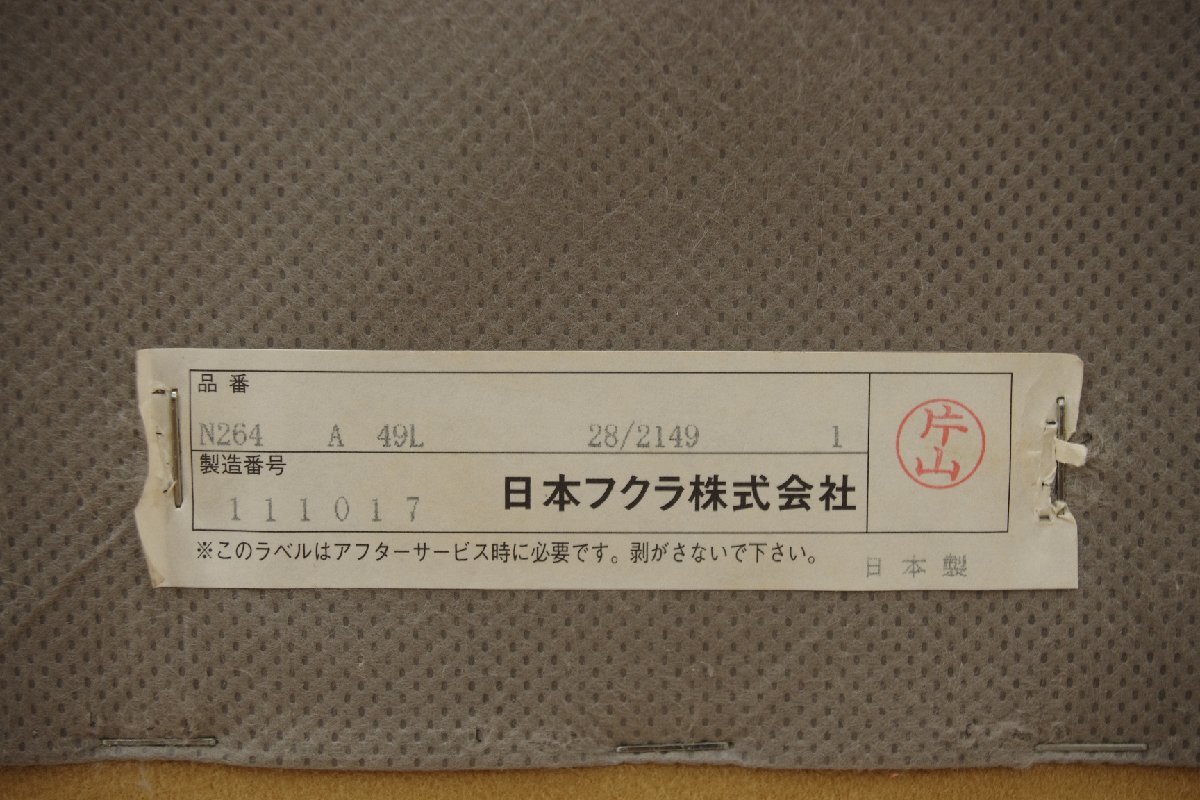 品番
N264 A 49L 28/2149 1
製造番号
111017
日本フクラ株式会社
片山
※このラベルはアフターサービス時に必要です。剥がさないで下さい。
日本製